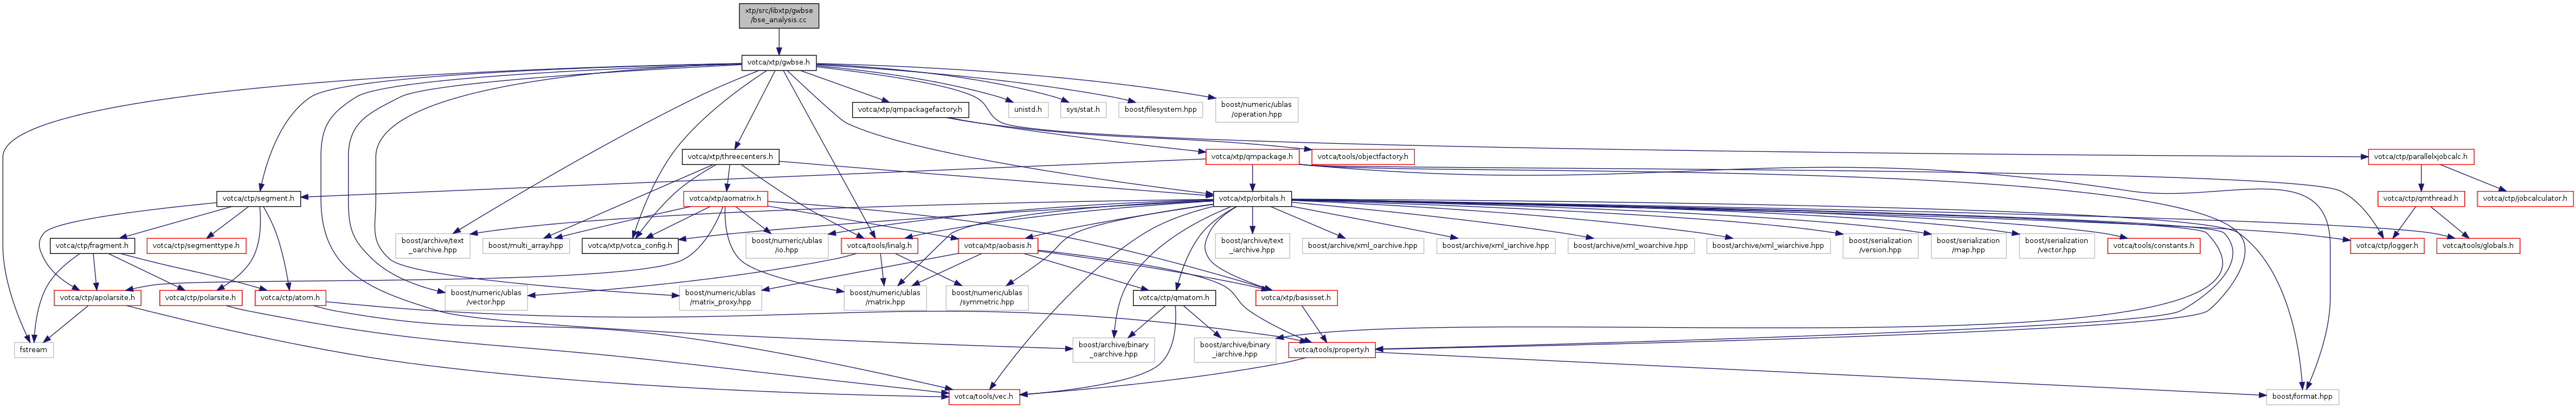 xtp/src/libxtp/gwbse
/bse_analysis.cc
votca/xtp/gwbse.h
votca/xtp/qmpackagefactory.h
unistd.h
sys/stat.h
boost/filesystem.hpp
boost/numeric/ublas
/operation.hpp
votca/xtp/threecenters.h
votca/xtp/qmpackage.h
votca/tools/objectfactory.h
votca/ctp/parallelxjobcalc.h
votca/ctp/segment.h
votca/xtp/aomatrix.h
votca/xtp/orbitals.h
votca/ctp/qmthread.h
votca/ctp/jobcalculator.h
votca/ctp/fragment.h
votca/ctp/segmenttype.h
boost/archive/text
_oarchive.hpp
boost/multi_array.hpp
votca/xtp/votca_config.h
boost/numeric/ublas
/io.hpp
votca/tools/linalg.h
votca/xtp/aobasis.h
boost/archive/text
_iarchive.hpp
boost/archive/xml_oarchive.hpp
boost/archive/xml_iarchive.hpp
boost/archive/xml_woarchive.hpp
boost/archive/xml_wiarchive.hpp
boost/serialization
/version.hpp
boost/serialization
/map.hpp
boost/serialization
/vector.hpp
votca/tools/constants.h
votca/ctp/logger.h
votca/tools/globals.h
votca/ctp/apolarsite.h
votca/ctp/polarsite.h
votca/ctp/atom.h
boost/numeric/ublas
/vector.hpp
boost/numeric/ublas
/matrix_proxy.hpp
boost/numeric/ublas
/matrix.hpp
boost/numeric/ublas
/symmetric.hpp
votca/ctp/qmatom.h
votca/xtp/basisset.h
fstream
boost/archive/binary
_oarchive.hpp
boost/archive/binary
_iarchive.hpp
votca/tools/property.h
votca/tools/vec.h
boost/format.hpp